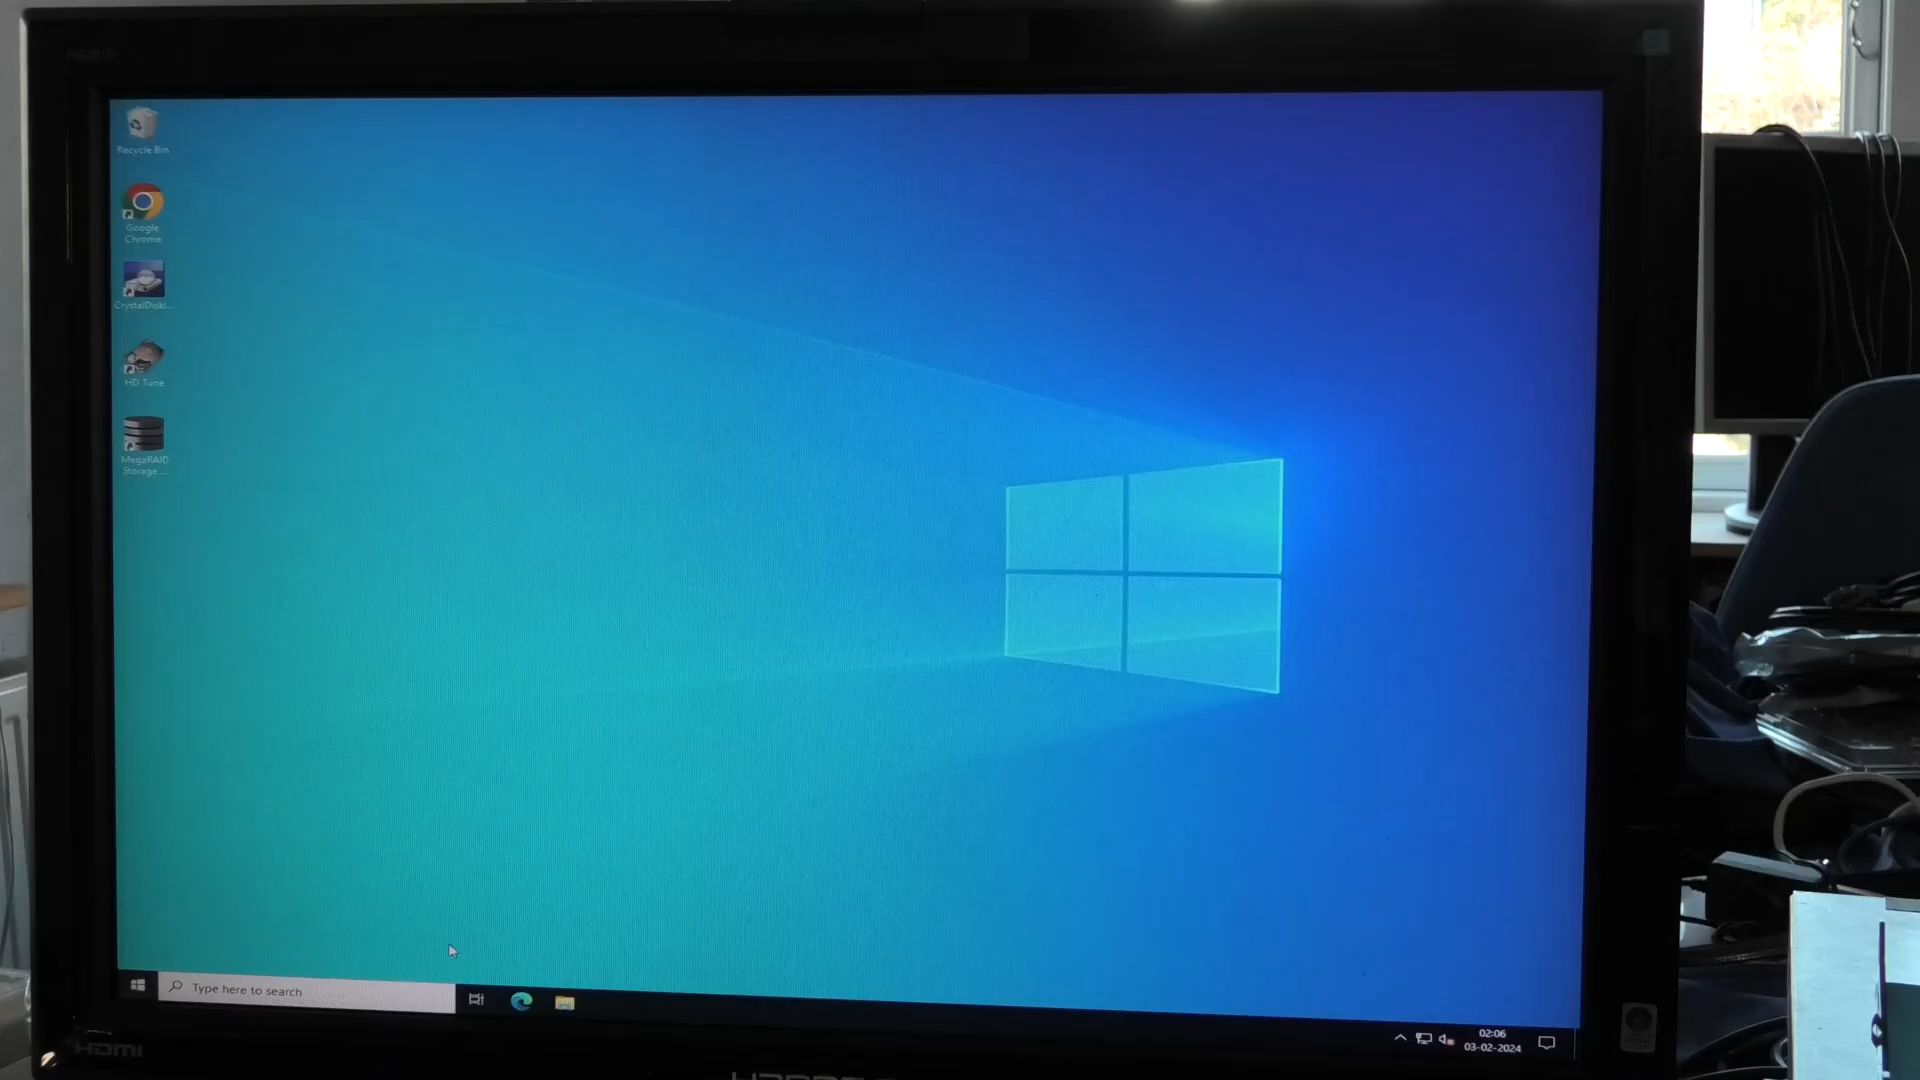 Recycle Bin
Google
Chrome
CrystalDiskI...
HD Tune
MegaRAID
Storage ...
Type here to search
02:06
03-02-2024
HDMI